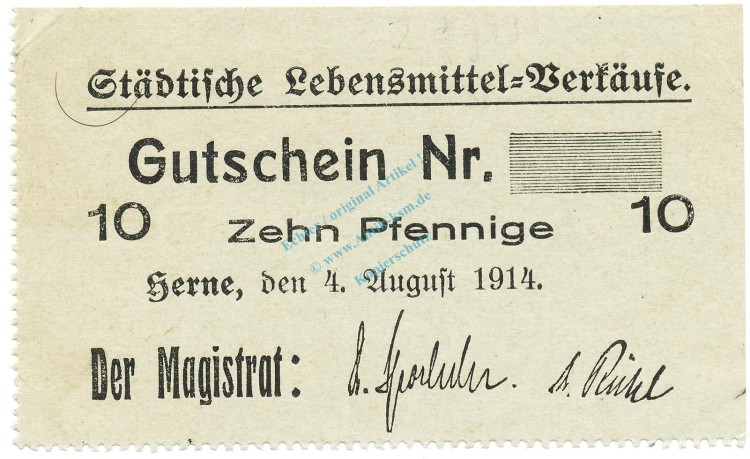 Städtische Lebensmittel=Verkäufe.
Gutschein Nr.
10 Zehn Pfennige 10
Herne, den 4. August 1914.
Der Magistrat: